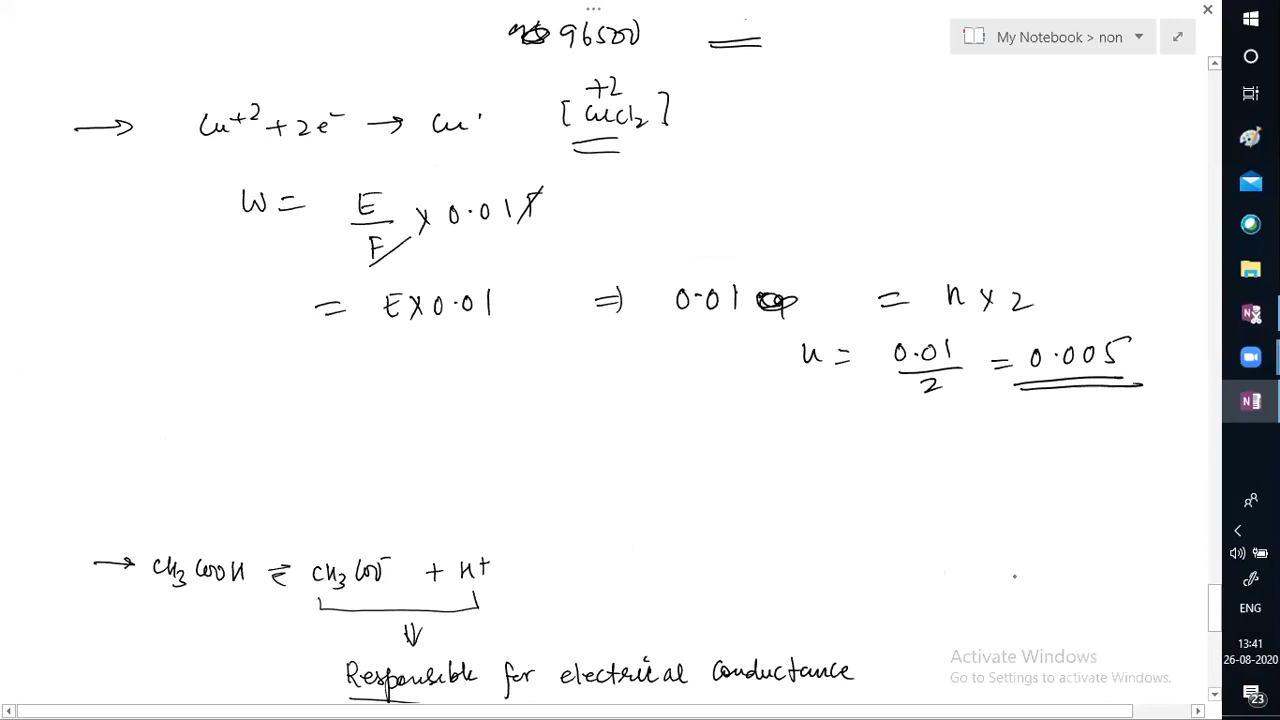 96500
My Notebook > non
→ Cu+2 + 2e- → Cu. [CuCl2] +2
W = E/F × 0.01F
= E×0.01 ⇒ 0.01 = n × 2
n = 0.01/2 = 0.005
→ CH3COOH ⇌ CH3COO- + H+
⇓
Responsible for electrical conductance
Activate Windows
Go to Settings to activate Windows.
ENG
13:41
26-08-2020
23